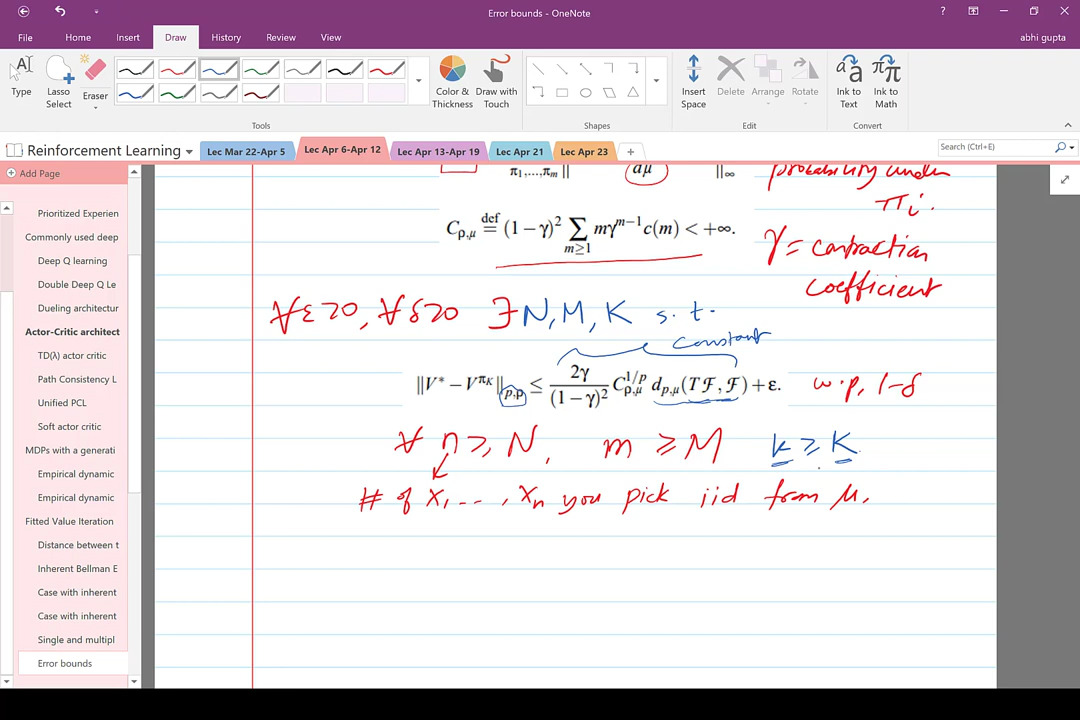 Error bounds - OneNote
?
File Home Insert Draw History Review View
abhi gupta
Type
Lasso Select
Eraser
Color & Thickness
Draw with Touch
Insert Space
Delete
Arrange
Rotate
Ink to Text
Ink to Math
Tools
Shapes
Edit
Convert
Reinforcement Learning
Lec Mar 22-Apr 5
Lec Apr 6-Apr 12
Lec Apr 13-Apr 19
Lec Apr 21
Lec Apr 23
+
Search (Ctrl+E)
Add Page
Prioritized Experien
Commonly used deep
Deep Q learning
Double Deep Q Le
Dueling architectur
Actor-Critic architect
TD(λ) actor critic
Path Consistency L
Unified PCL
Soft actor critic
MDPs with a generati
Empirical dynamic
Empirical dynamic
Fitted Value Iteration
Distance between t
Inherent Bellman E
Case with inherent
Case with inherent
Single and multipl
Error bounds
π₁,...,πₘ || dμ ||∞
probability under
πᵢ.
C_{ρ,μ} ≝ (1 − γ)² ∑_{m≥1} mγ^{m−1}c(m) < +∞.
γ = contraction
coefficient
∀ε>0, ∀δ>0 ∃ N, M, K s.t.
constant
||V* − V^{π_K}||_{p,ρ} ≤ 2γ/(1−γ)² C_{ρ,μ}^{1/p} d_{p,μ}(TF, F) + ε. w.p, 1-δ
∀ n ≥ N, m ≥ M k ≥ K
# of x₁ ... , xₙ you pick iid from μ,